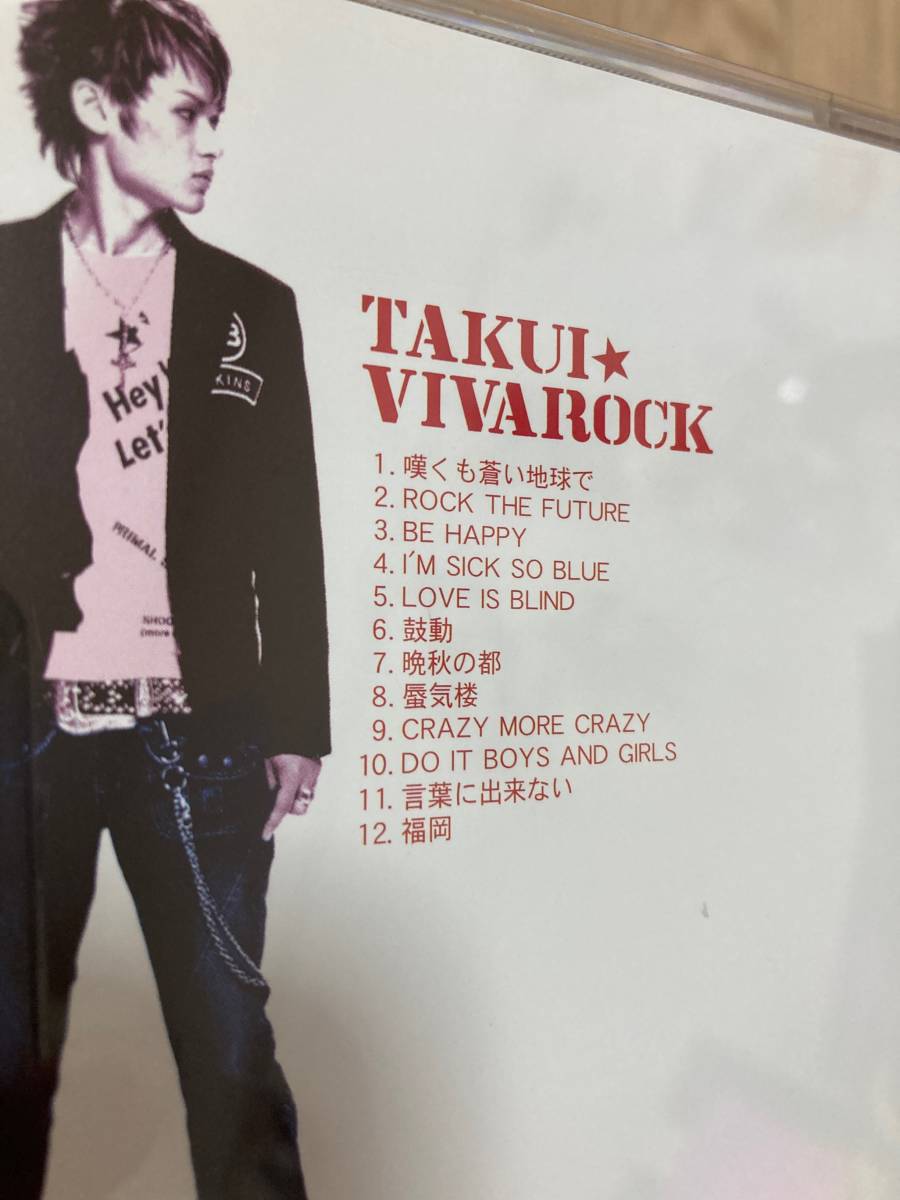 3
KINS
Hey
Let'
PRIMAL
TAKUI★
VIVAROCK
1. 嘆くも蒼い地球で
2. ROCK THE FUTURE
3. BE HAPPY
4. I'M SICK SO BLUE
5. LOVE IS BLIND
6. 鼓動
7. 晩秋の都
8. 蜃気楼
9. CRAZY MORE CRAZY
10. DO IT BOYS AND GIRLS
11. 言葉に出来ない
12. 福岡